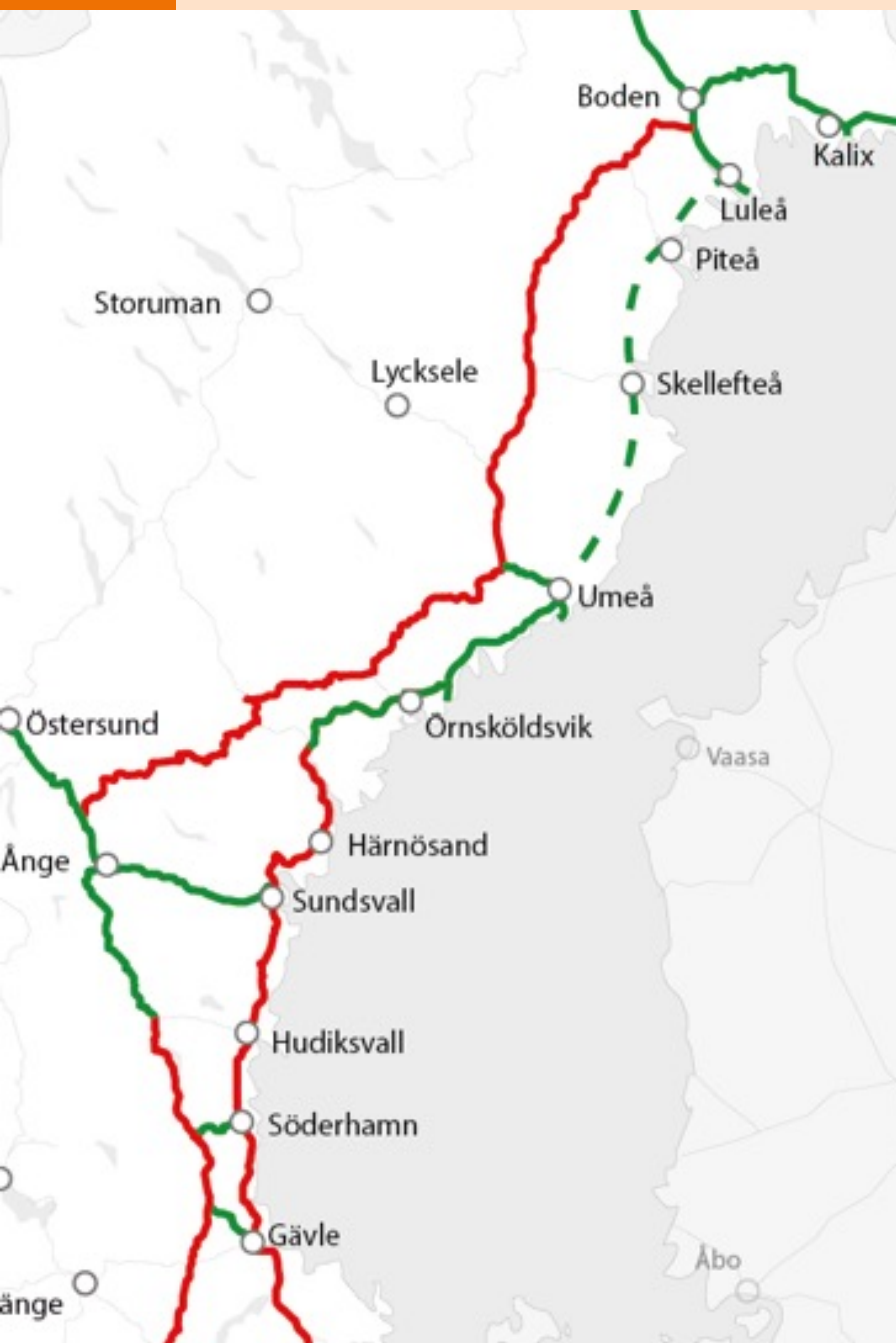 Boden
Kalix
Luleå
Piteå
Storuman
Lycksele
Skellefteå
Umeå
Östersund
Örnsköldsvik
Vaasa
Härnösand
Ånge
Sundsvall
Hudiksvall
Söderhamn
Gävle
Åbo
änge